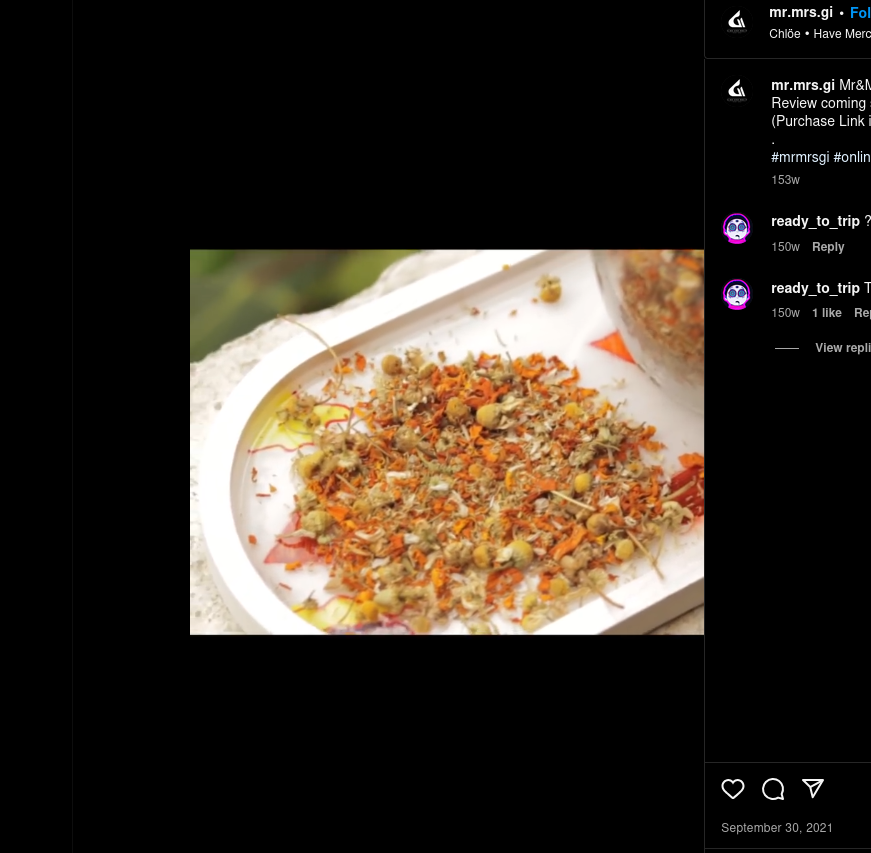 mr.mrs.gi • Fol
Chlöe • Have Merc
mr.mrs.gi Mr&M
Review coming
(Purchase Link i
.
#mrmrsgi #onlin
153w
ready_to_trip ?
150w Reply
ready_to_trip T
150w 1 like Rep
View repli
September 30, 2021